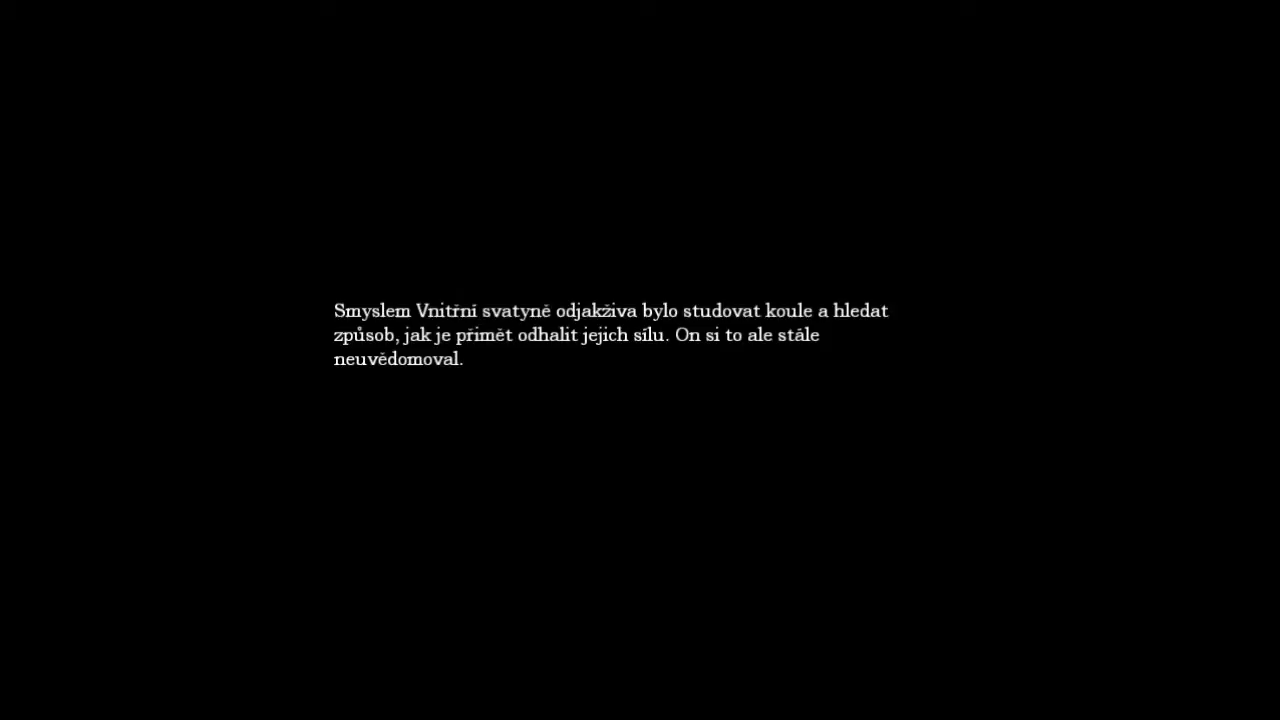 Smyslem Vnitřní svatyně odjakživa bylo studovat koule a hledat
způsob, jak je přimět odhalit jejich sílu. On si to ale stále
neuvědomoval.